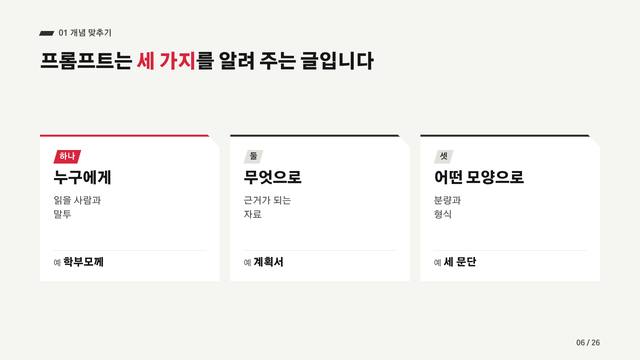 01 개념 맞추기
프롬프트는 세 가지를 알려 주는 글입니다
하나
누구에게
읽을 사람과
말투
예 학부모께
둘
무엇으로
근거가 되는
자료
예 계획서
셋
어떤 모양으로
분량과
형식
예 세 문단
06 / 26